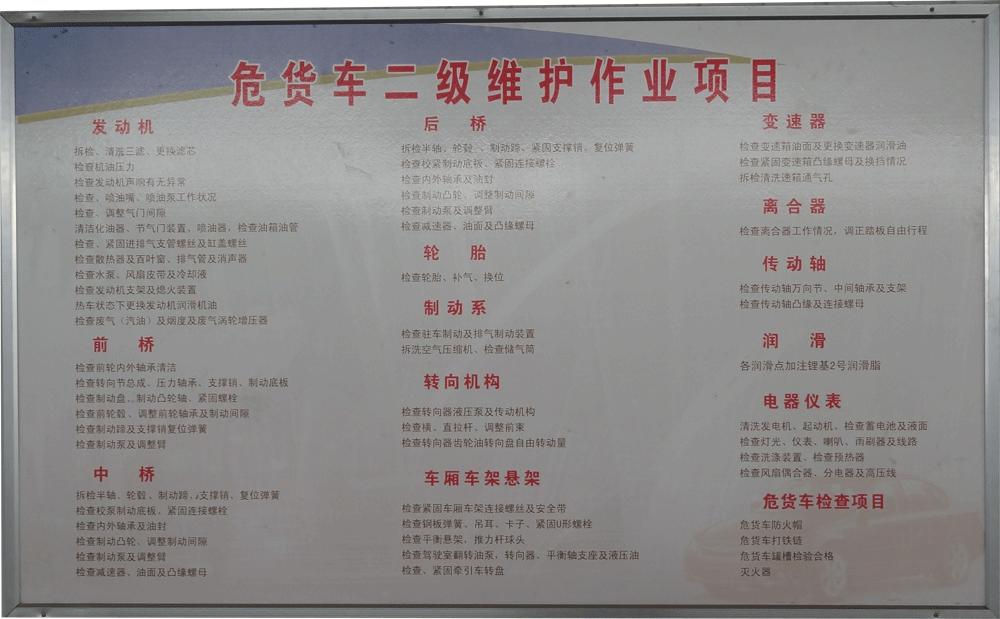 危货车二级维护作业项目
发动机
拆检、清洗三滤、更换滤芯
检查机油压力
检查发动机声响有无异常
检查、喷油嘴、喷油泵工作状况
检查、调整气门间隙
清洁化油器、节气门装置、喷油器，检查油箱油管
检查、紧固进排气支管螺丝及缸盖螺丝
检查散热器及百叶窗、排气管及消声器
检查水泵、风扇皮带及冷却液
检查发动机支架及熄火装置
热车状态下更换发动机润滑机油
检查废气（汽油）及烟度及废气涡轮增压器
前桥
检查前轮内外轴承清洁
检查转向节总成、压力轴承、支撑销、制动底板
检查制动盘、制动凸轮轴、紧固螺栓
检查前轮毂、调整前轮轴承及制动间隙
检查制动蹄及支撑销复位弹簧
检查制动泵及调整臂
中桥
拆检半轴、轮毂、制动蹄、支撑销、复位弹簧
检查校泵制动底板、紧固连接螺栓
检查内外轴承及油封
检查制动凸轮、调整制动间隙
检查制动泵及调整臂
检查减速器、油面及凸缘螺母
后桥
拆检半轴、轮毂、制动蹄、紧固支撑销、复位弹簧
检查校紧制动底板、紧固连接螺栓
检查内外轴承及油封
检查制动凸轮、调整制动间隙
检查制动泵及调整臂
检查减速器、油面及凸缘螺母
轮胎
检查轮胎、补气、换位
制动系
检查驻车制动及排气制动装置
拆洗空气压缩机、检查储气筒
转向机构
检查转向器液压泵及传动机构
检查横、直拉杆、调整前束
检查转向器齿轮油转向盘自由转动量
车厢车架悬架
检查紧固车厢车架连接螺丝及安全带
检查钢板弹簧、吊耳、卡子、紧固U形螺栓
检查平衡悬架，推力杆球头
检查驾驶室翻转油泵，转向器、平衡轴支座及液压油
检查、紧固牵引车转盘
变速器
检查变速箱油面及更换变速器润滑油
检查紧固变速箱凸缘螺母及换挡情况
拆检清洗速箱通气孔
离合器
检查离合器工作情况，调正踏板自由行程
传动轴
检查传动轴万向节、中间轴承及支架
检查传动轴凸缘及连接螺母
润滑
各润滑点加注锂基2号润滑脂
电器仪表
清洗发电机、起动机、检查蓄电池及液面
检查灯光、仪表、喇叭、雨刷器及线路
检查洗涤装置、检查预热器
检查风扇偶合器、分电器及高压线
危货车检查项目
危货车防火帽
危货车打铁链
危货车罐槽检验合格
灭火器